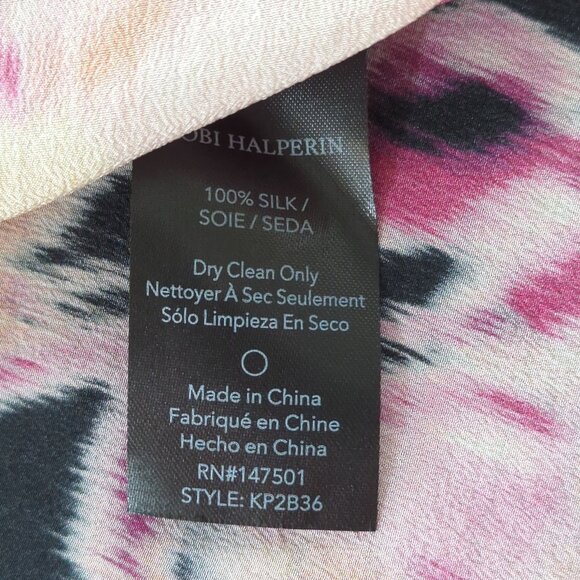 OBI HALPERIN
100% SILK /
SOIE / SEDA
Dry Clean Only
Nettoyer À Sec Seulement
Sólo Limpieza En Seco
Made in China
Fabriqué en Chine
Hecho en China
RN#147501
STYLE: KP2B36